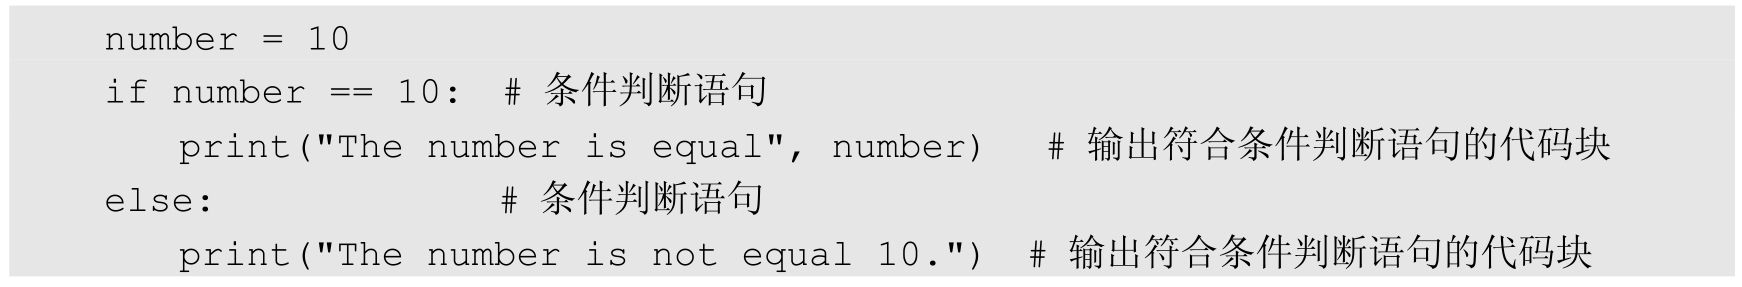 number = 10
if number == 10:  # 条件判断语句
   print("The number is equal", number)   # 输出符合条件判断语句的代码块
else:             # 条件判断语句
   print("The number is not equal 10.")  # 输出符合条件判断语句的代码块